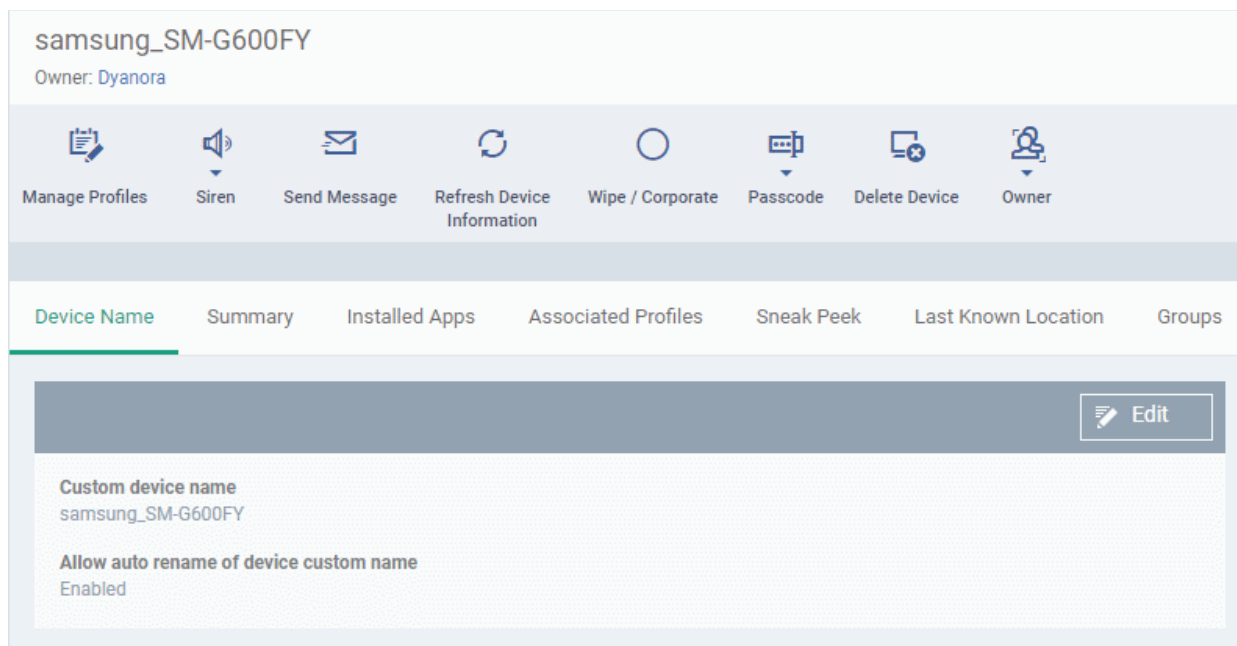 samsung_SM-G600FY
Owner: Dyanora
Manage Profiles
Siren
Send Message
Refresh Device
Information
Wipe / Corporate
Passcode
Delete Device
Owner
Device Name
Summary
Installed Apps
Associated Profiles
Sneak Peek
Last Known Location
Groups
Edit
Custom device name
samsung_SM-G600FY
Allow auto rename of device custom name
Enabled